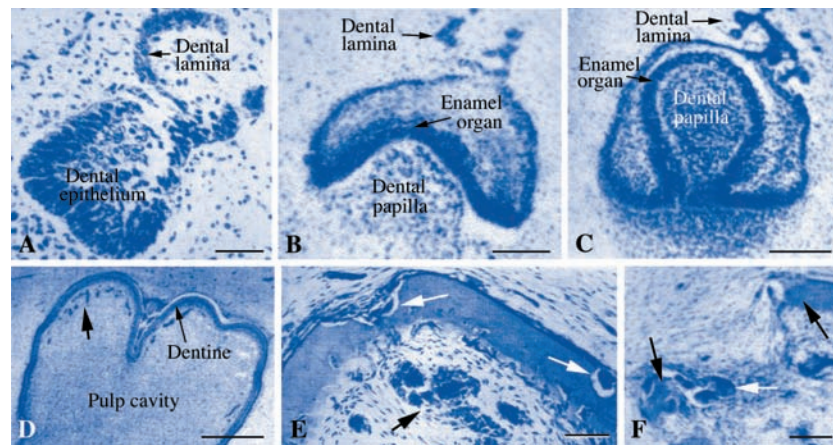 Dental
lamina
Dental
epithelium
A
Dental
lamina
Enamel
organ
Dental
papilla
B
Dental
lamina
Enamel
organ
Dental
papilla
C
Dentine
Pulp cavity
D
E
F